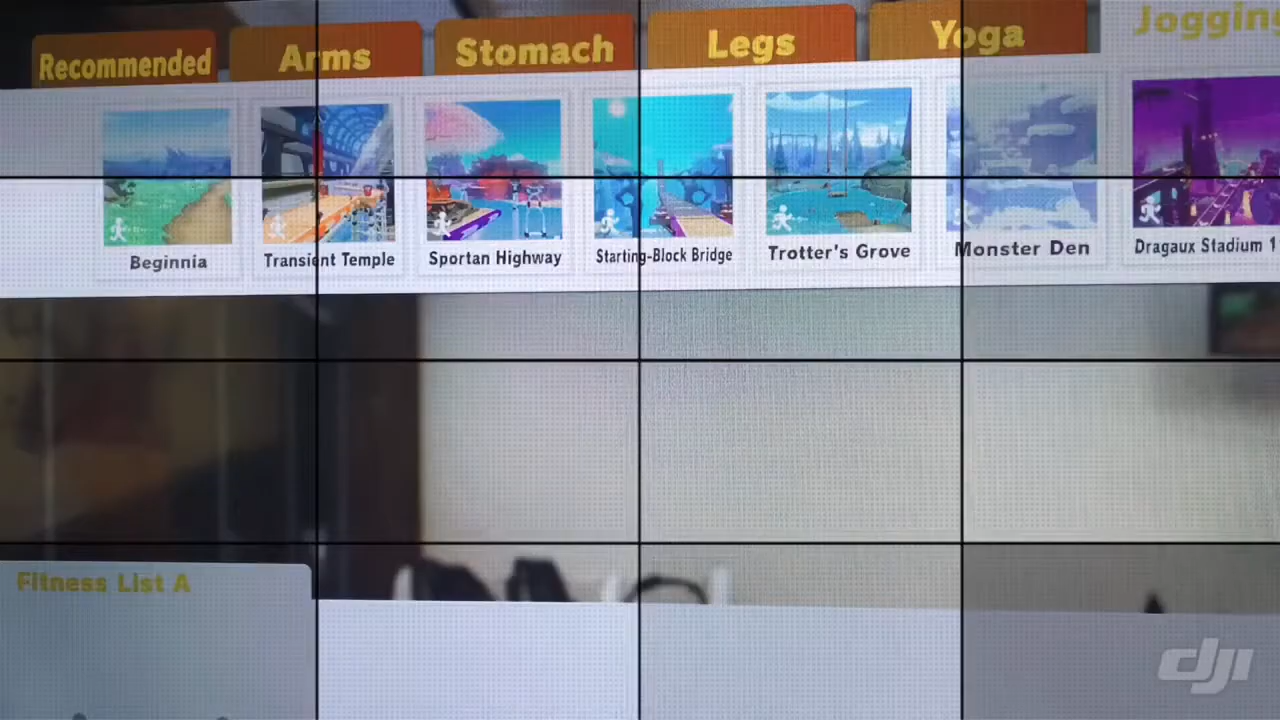 Recommended
Arms
Stomach
Legs
Yoga
Jogging
Beginnia
Transient Temple
Sportan Highway
Starting-Block Bridge
Trotter's Grove
Monster Den
Dragaux Stadium 1
Fitness List A
dji